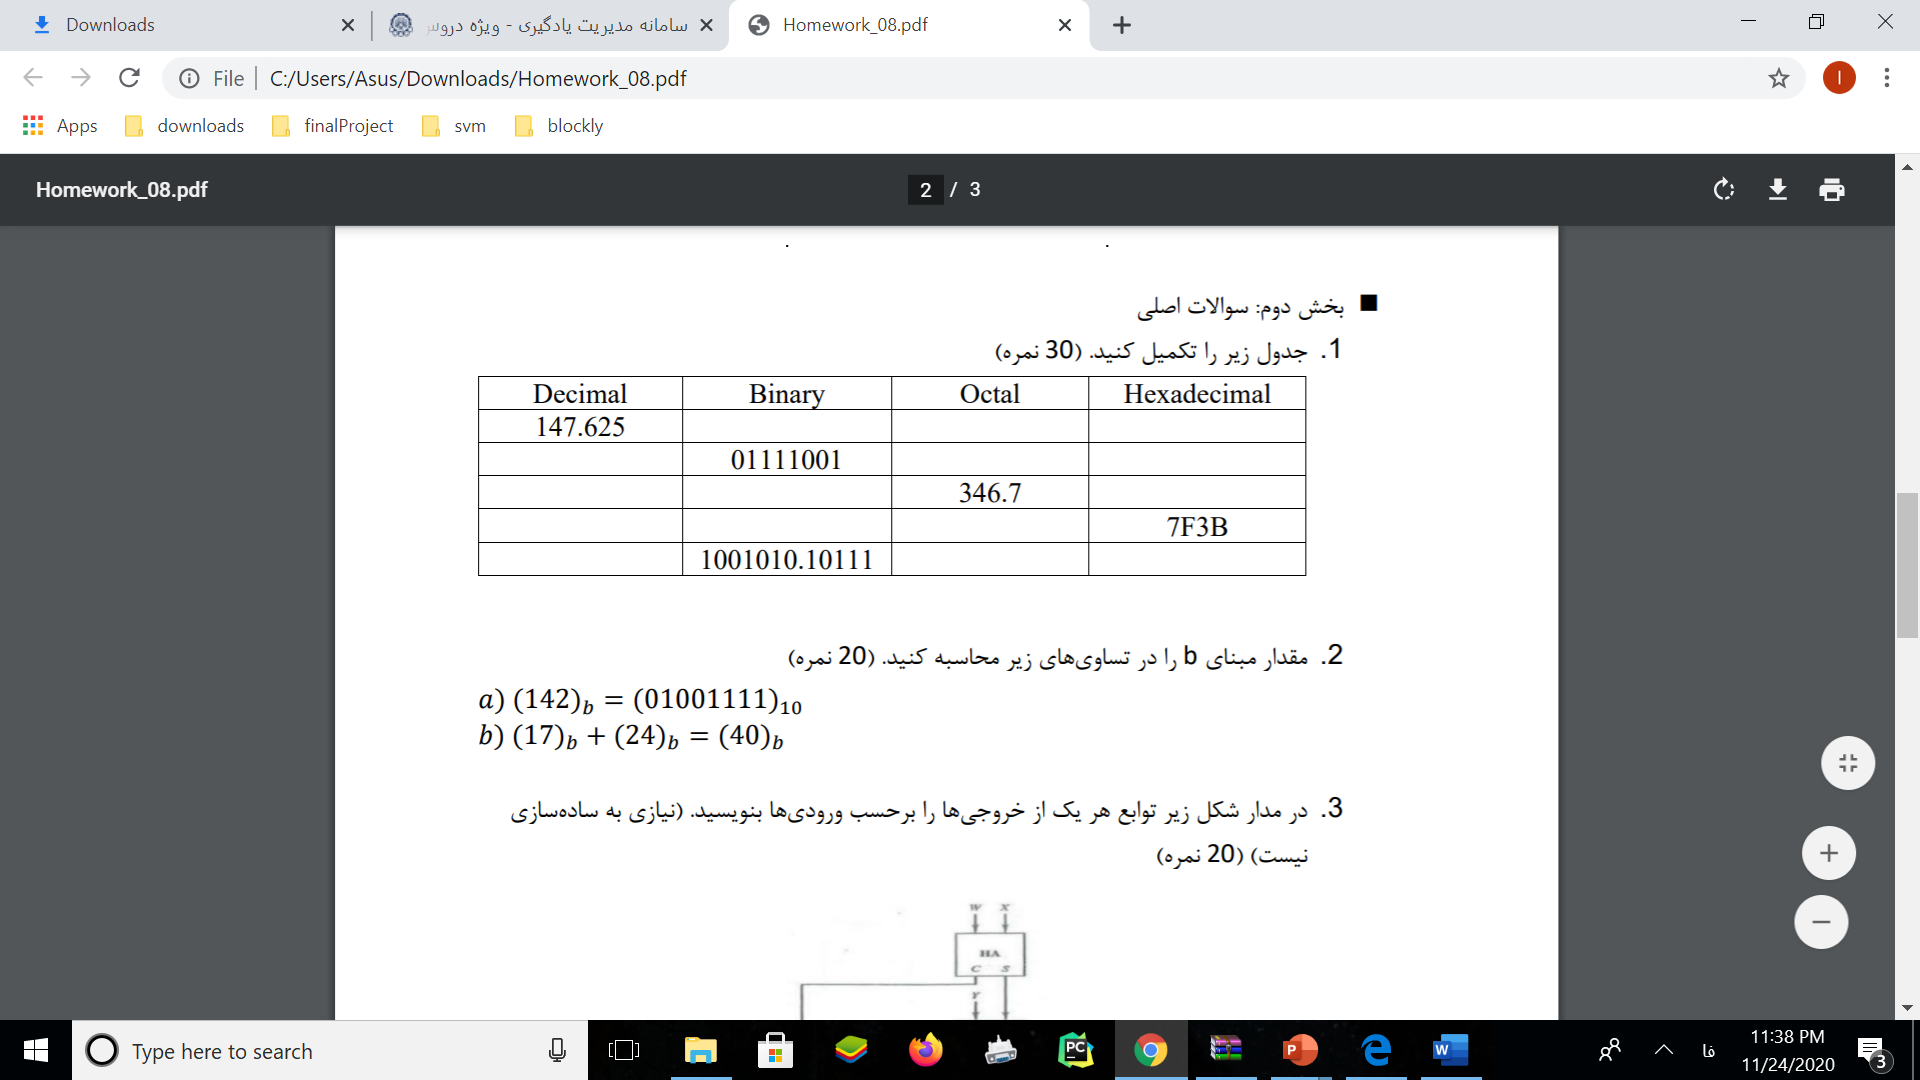 Downloads
سامانه مدیریت یادگیری - ویژه دروس
Homework_08.pdf
File
C:/Users/Asus/Downloads/Homework_08.pdf
I
Apps
downloads
finalProject
svm
blockly
Homework_08.pdf
2 / 3
■ بخش دوم: سوالات اصلی
1. جدول زیر را تکمیل کنید. (30 نمره)
Decimal Binary Octal Hexadecimal
147.625
01111001
346.7
7F3B
1001010.10111
2. مقدار مبنای b را در تساوی‌های زیر محاسبه کنید. (20 نمره)
a) (142)b = (01001111)10
b) (17)b + (24)b = (40)b
3. در مدار شکل زیر توابع هر یک از خروجی‌ها را برحسب ورودی‌ها بنویسید. (نیازی به ساده‌سازی
نیست) (20 نمره)
W X
HA
C S
Y
Type here to search
PC
P
W
فا
11:38 PM
11/24/2020
3